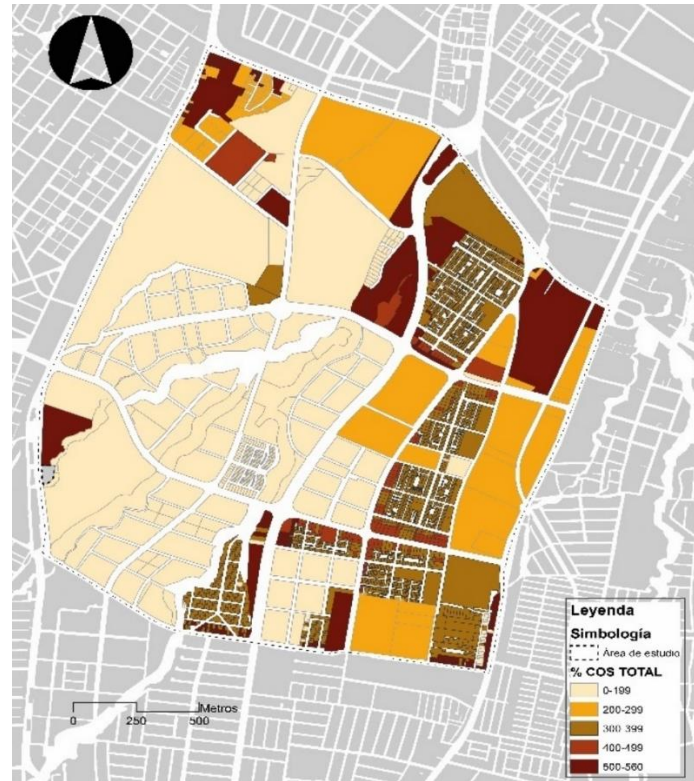 Leyenda
Simbología
Área de estudio
% COS TOTAL
0-199
200-299
300-399
400-499
500-560
Metros
0 250 500